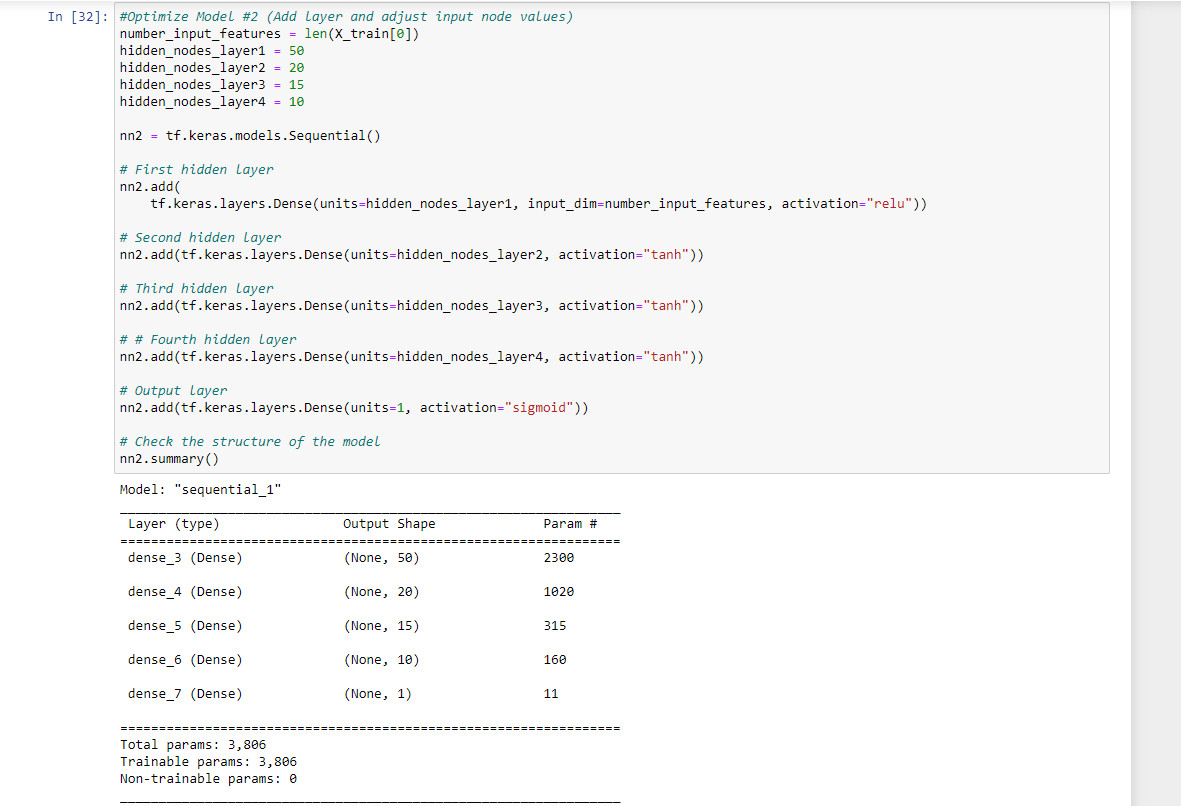 In [32]: #Optimize Model #2 (Add layer and adjust input node values)
number_input_features = len(X_train[0])
hidden_nodes_layer1 = 50
hidden_nodes_layer2 = 20
hidden_nodes_layer3 = 15
hidden_nodes_layer4 = 10
nn2 = tf.keras.models.Sequential()
# First hidden layer
nn2.add(
    tf.keras.layers.Dense(units=hidden_nodes_layer1, input_dim=number_input_features, activation="relu"))
# Second hidden layer
nn2.add(tf.keras.layers.Dense(units=hidden_nodes_layer2, activation="tanh"))
# Third hidden layer
nn2.add(tf.keras.layers.Dense(units=hidden_nodes_layer3, activation="tanh"))
# # Fourth hidden layer
nn2.add(tf.keras.layers.Dense(units=hidden_nodes_layer4, activation="tanh"))
# Output layer
nn2.add(tf.keras.layers.Dense(units=1, activation="sigmoid"))
# Check the structure of the model
nn2.summary()
Model: "sequential_1"
_________________________________________________________________
Layer (type) Output Shape Param #
=================================================================
dense_3 (Dense) (None, 50) 2300
dense_4 (Dense) (None, 20) 1020
dense_5 (Dense) (None, 15) 315
dense_6 (Dense) (None, 10) 160
dense_7 (Dense) (None, 1) 11
=================================================================
Total params: 3,806
Trainable params: 3,806
Non-trainable params: 0
_________________________________________________________________